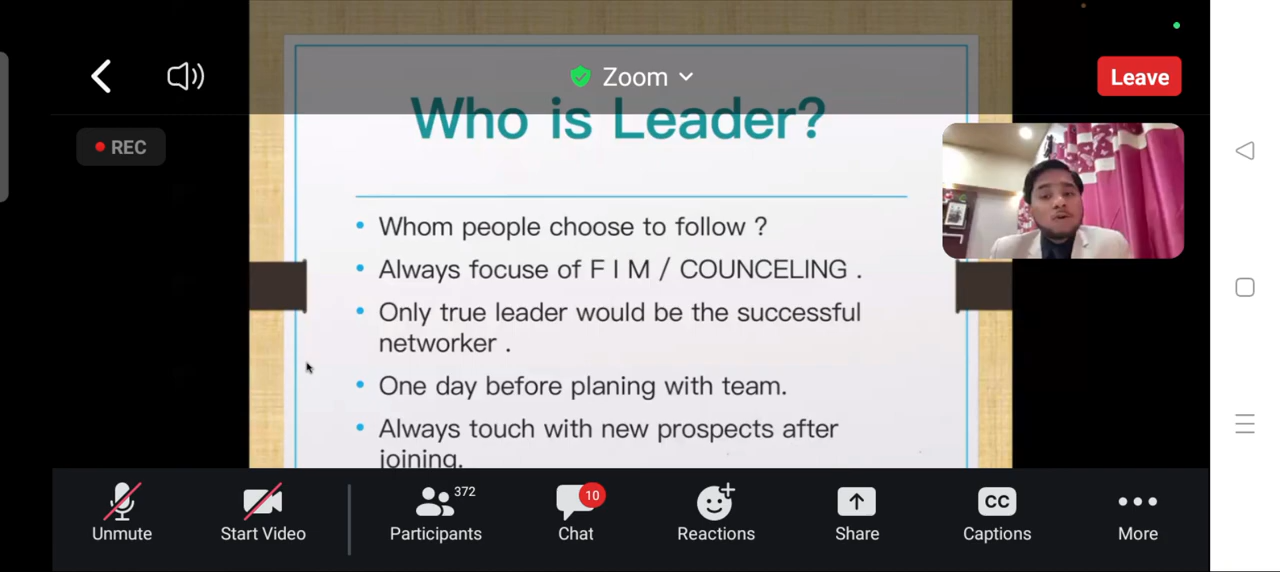 Zoom
Leave
REC
Who is Leader?
• Whom people choose to follow ?
• Always focuse of F I M / COUNCELING .
• Only true leader would be the successful
networker .
• One day before planing with team.
• Always touch with new prospects after
joining.
372
10
CC
Unmute
Start Video
Participants
Chat
Reactions
Share
Captions
More